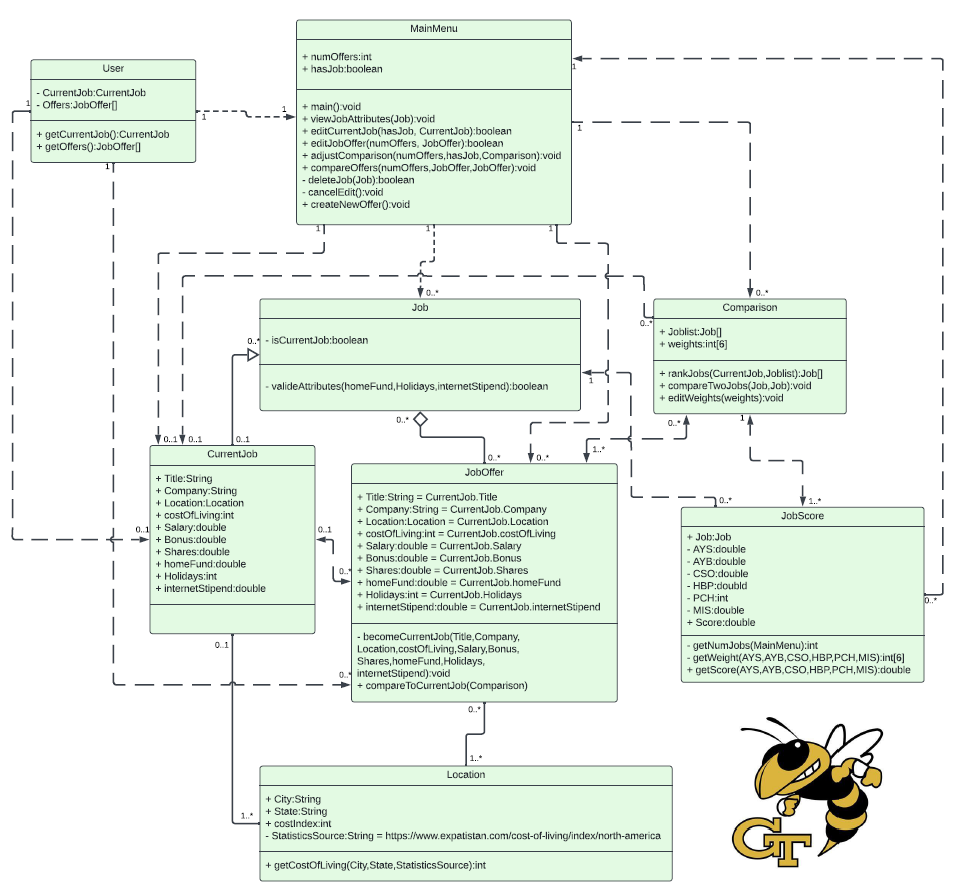 MainMenu
+ numOffers:int
+ hasJob:boolean
+ main():void
+ viewJobAttributes(Job):void
+ editCurrentJob(hasJob, CurrentJob):boolean
+ editJobOffer(numOffers, JobOffer):boolean
+ adjustComparison(numOffers,hasJob,Comparison):void
+ compareOffers(numOffers,JobOffer,JobOffer):void
- deleteJob(Job):boolean
- cancelEdit():void
+ createNewOffer():void
User
- CurrentJob:CurrentJob
- Offers:JobOffer[]
+ getCurrentJob():CurrentJob
+ getOffers():JobOffer[]
1
1
1
1
1
1
1
1
1
0..*
0..*
Job
- isCurrentJob:boolean
- valideAttributes(homeFund,Holidays,internetStipend):boolean
0..*
1
0..*
Comparison
+ Joblist:Job[]
+ weights:int[6]
+ rankJobs(CurrentJob,Joblist):Job[]
+ compareTwoJobs(Job,Job):void
+ editWeights(weights):void
0..*
0..*
1
0..1
0..1
0..1
0..*
0..*
1..*
CurrentJob
+ Title:String
+ Company:String
+ Location:Location
+ costOfLiving:int
+ Salary:double
+ Bonus:double
+ Shares:double
+ homeFund:double
+ Holidays:int
+ internetStipend:double
0..1
0..1
0..1
JobOffer
+ Title:String = CurrentJob.Title
+ Company:String = CurrentJob.Company
+ Location:Location = CurrentJob.Location
+ costOfLiving:int = CurrentJob.costOfLiving
+ Salary:double = CurrentJob.Salary
+ Bonus:double = CurrentJob.Bonus
+ Shares:double = CurrentJob.Shares
+ homeFund:double = CurrentJob.homeFund
+ Holidays:int = CurrentJob.Holidays
+ internetStipend:double = CurrentJob.internetStipend
- becomeCurrentJob(Title,Company,
Location,costOfLiving,Salary,Bonus,
Shares,homeFund,Holidays,
internetStipend):void
+ compareToCurrentJob(Comparison)
0..*
0..*
0..*
0..*
1..*
JobScore
+ Job:Job
- AYS:double
- AYB:double
- CSO:double
- HBP:doubld
- PCH:int
- MIS:double
+ Score:double
- getNumJobs(MainMenu):int
- getWeight(AYS,AYB,CSO,HBP,PCH,MIS):int[6]
+ getScore(AYS,AYB,CSO,HBP,PCH,MIS):double
0..*
1..*
1..*
Location
+ City:String
+ State:String
+ costIndex:int
- StatisticsSource:String = https://www.expatistan.com/cost-of-living/index/north-america
+ getCostOfLiving(City,State,StatisticsSource):int
GT